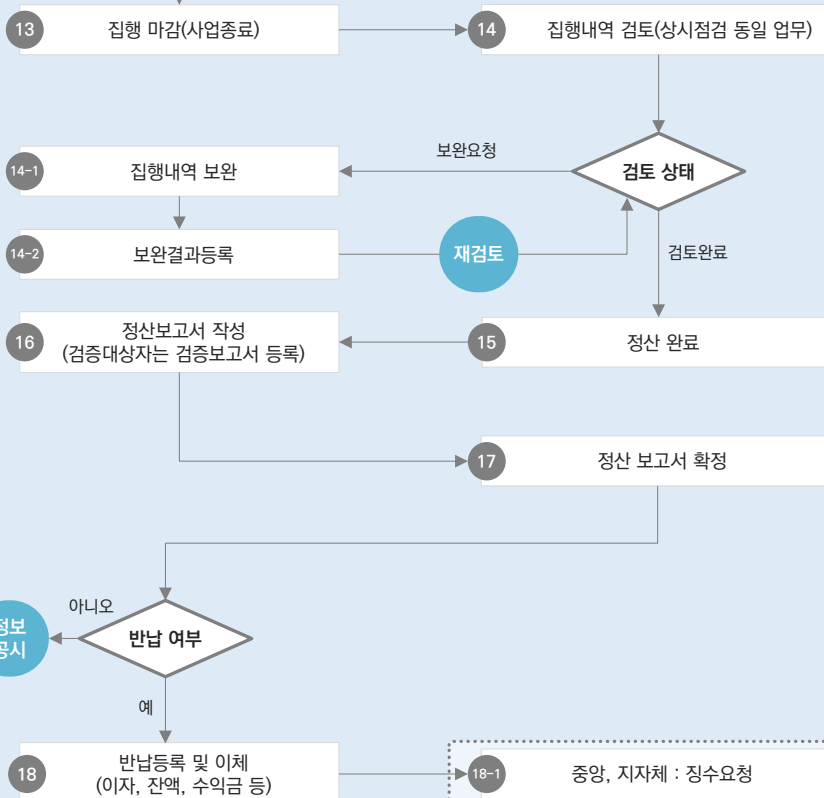 13
집행 마감(사업종료)
14
집행내역 검토(상시점검 동일 업무)
보완요청
14-1
집행내역 보완
검토 상태
14-2
보완결과등록
재검토
검토완료
16
정산보고서 작성
(검증대상자는 검증보고서 등록)
15
정산 완료
17
정산 보고서 확정
아니오
정보
공시
반납 여부
예
18
반납등록 및 이체
(이자, 잔액, 수익금 등)
18-1
중앙, 지자체 : 징수요청